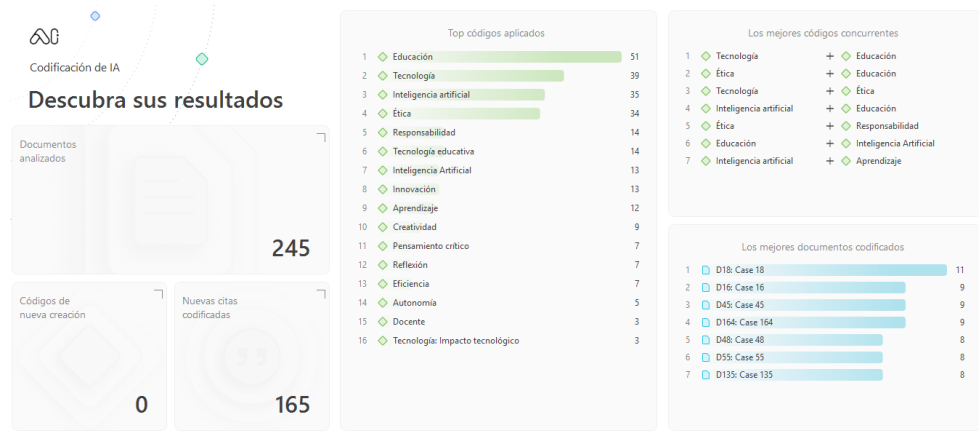 Codificación de IA
Descubra sus resultados
Documentos
analizados
245
Códigos de
nueva creación
0
Nuevas citas
codificadas
165
Top códigos aplicados
1 Educación 51
2 Tecnología 39
3 Inteligencia artificial 35
4 Ética 34
5 Responsabilidad 14
6 Tecnología educativa 14
7 Inteligencia Artificial 13
8 Innovación 13
9 Aprendizaje 12
10 Creatividad 9
11 Pensamiento crítico 7
12 Reflexión 7
13 Eficiencia 7
14 Autonomía 5
15 Docente 3
16 Tecnología: Impacto tecnológico 3
Los mejores códigos concurrentes
1 Tecnología + Educación
2 Ética + Educación
3 Tecnología + Ética
4 Inteligencia artificial + Educación
5 Ética + Responsabilidad
6 Educación + Inteligencia Artificial
7 Inteligencia artificial + Aprendizaje
Los mejores documentos codificados
1 D18: Case 18 11
2 D16: Case 16 9
3 D45: Case 45 9
4 D164: Case 164 9
5 D48: Case 48 8
6 D55: Case 55 8
7 D135: Case 135 8